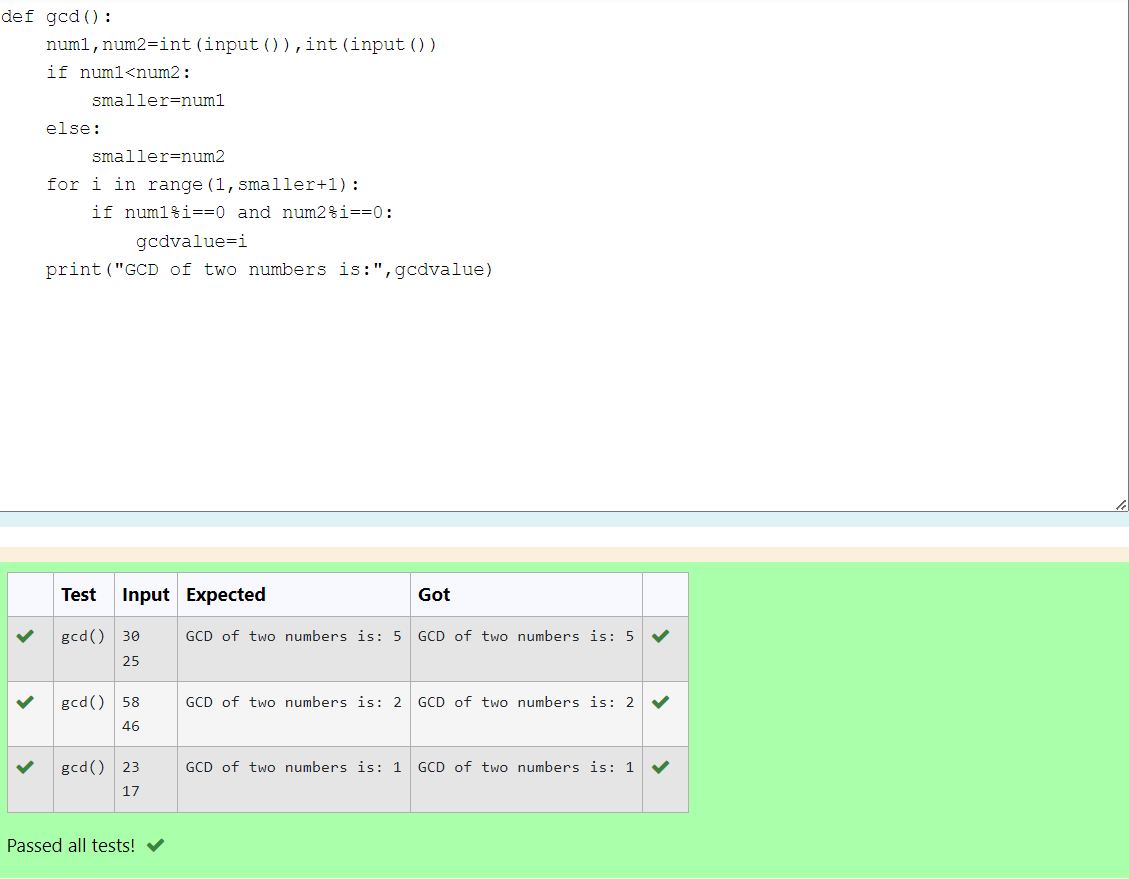 def gcd():
    num1,num2=int(input()),int(input())
    if num1<num2:
        smaller=num1
    else:
        smaller=num2
    for i in range(1,smaller+1):
        if num1%i==0 and num2%i==0:
            gcdvalue=i
    print("GCD of two numbers is:",gcdvalue)
Test Input Expected Got
gcd() 30 GCD of two numbers is: 5 GCD of two numbers is: 5
25
gcd() 58 GCD of two numbers is: 2 GCD of two numbers is: 2
46
gcd() 23 GCD of two numbers is: 1 GCD of two numbers is: 1
17
Passed all tests!